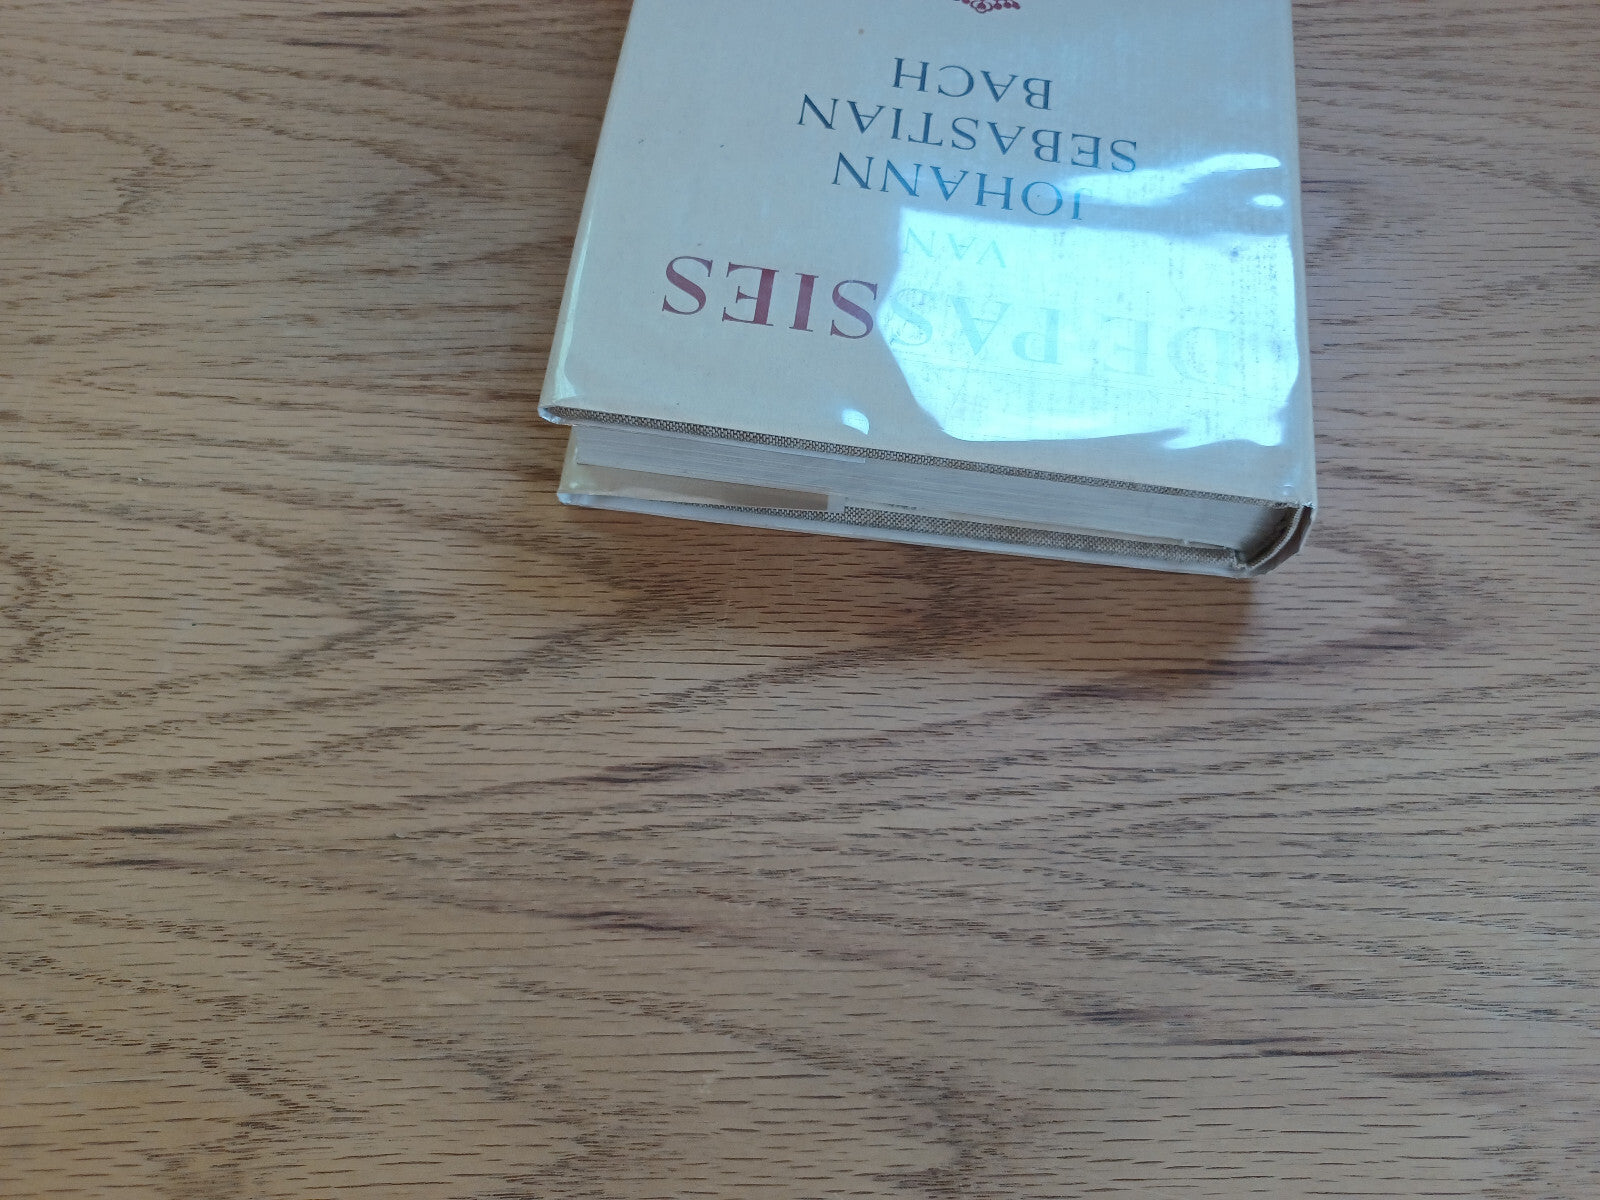 DE PASSIES
VAN
JOHANN
SEBASTIAN
BACH